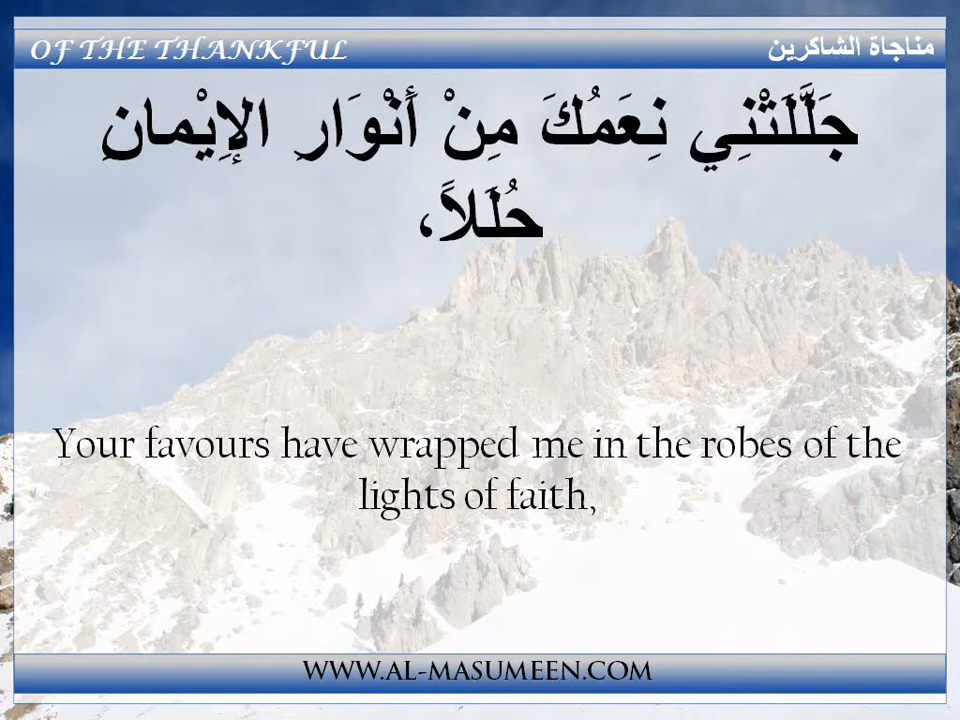 OF THE THANKFUL
مناجاة الشاكرين
جَلَّلَتْنِي نِعَمُكَ مِنْ أَنْوَارِ الإِيْمانِ
حُلَلاً،
Your favours have wrapped me in the robes of the
lights of faith,
WWW.AL-MASUMEEN.COM